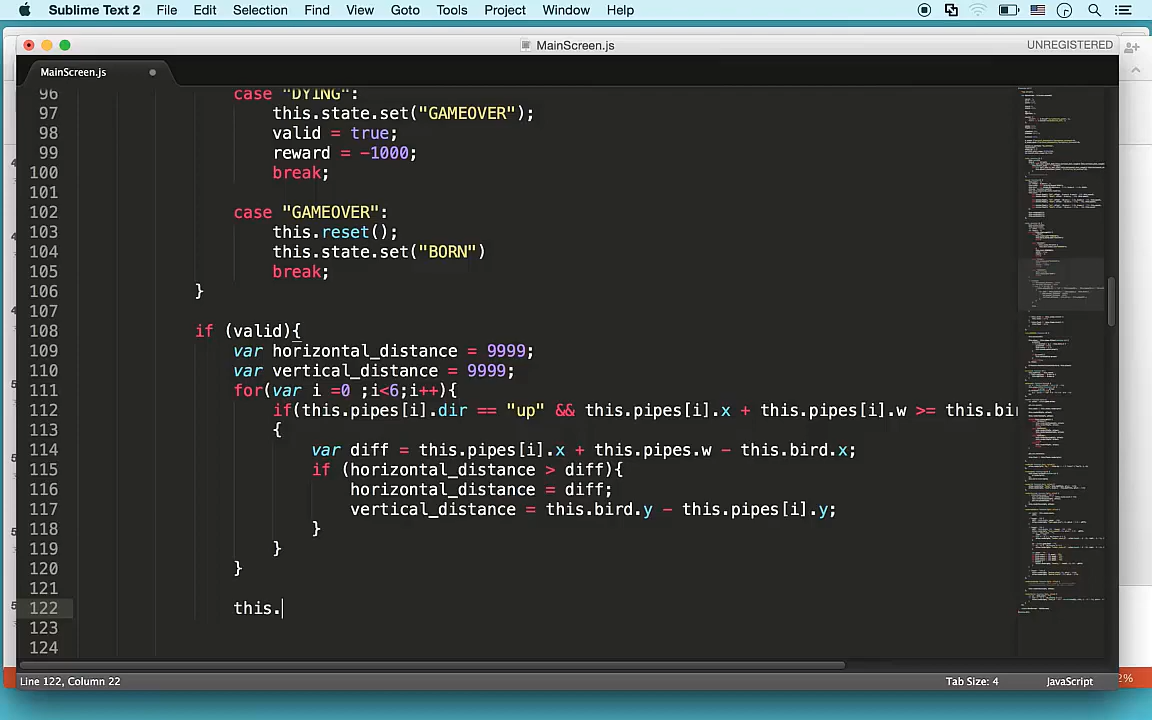 Sublime Text 2 File Edit Selection Find View Goto Tools Project Window Help
MainScreen.js UNREGISTERED
MainScreen.js
96 case "DYING":
97 this.state.set("GAMEOVER");
98 valid = true;
99 reward = -1000;
100 break;
101
102 case "GAMEOVER":
103 this.reset();
104 this.state.set("BORN")
105 break;
106 }
107
108 if (valid){
109 var horizontal_distance = 9999;
110 var vertical_distance = 9999;
111 for(var i =0 ;i<6;i++){
112 if(this.pipes[i].dir == "up" && this.pipes[i].x + this.pipes[i].w >= this.bir
113 {
114 var diff = this.pipes[i].x + this.pipes.w - this.bird.x;
115 if (horizontal_distance > diff){
116 horizontal_distance = diff;
117 vertical_distance = this.bird.y - this.pipes[i].y;
118 }
119 }
120 }
121
122 this.
123
124
Line 122, Column 22 Tab Size: 4 JavaScript 2%